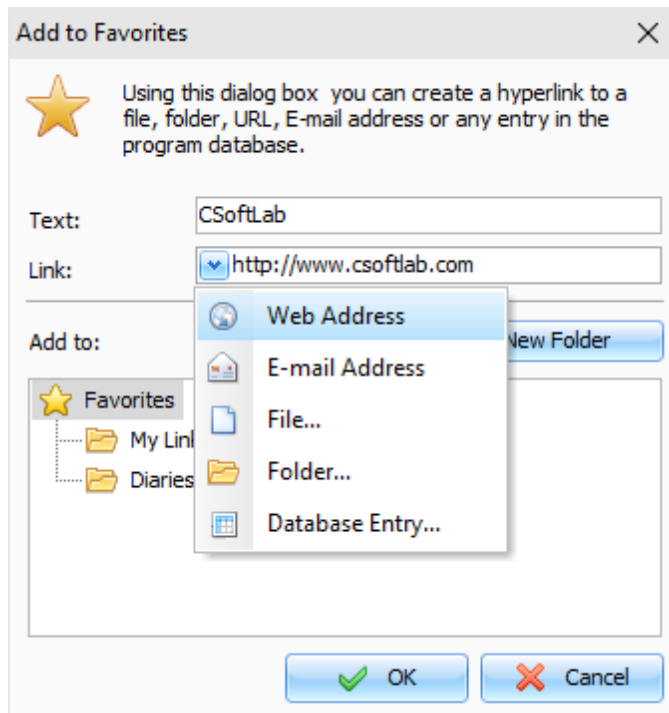 Add to Favorites
Using this dialog box you can create a hyperlink to a
file, folder, URL, E-mail address or any entry in the
program database.
Text:
CSoftLab
Link:
http://www.csoftlab.com
Web Address
Add to:
New Folder
E-mail Address
Favorites
File...
My Lin
Folder...
Diaries
Database Entry...
OK
Cancel